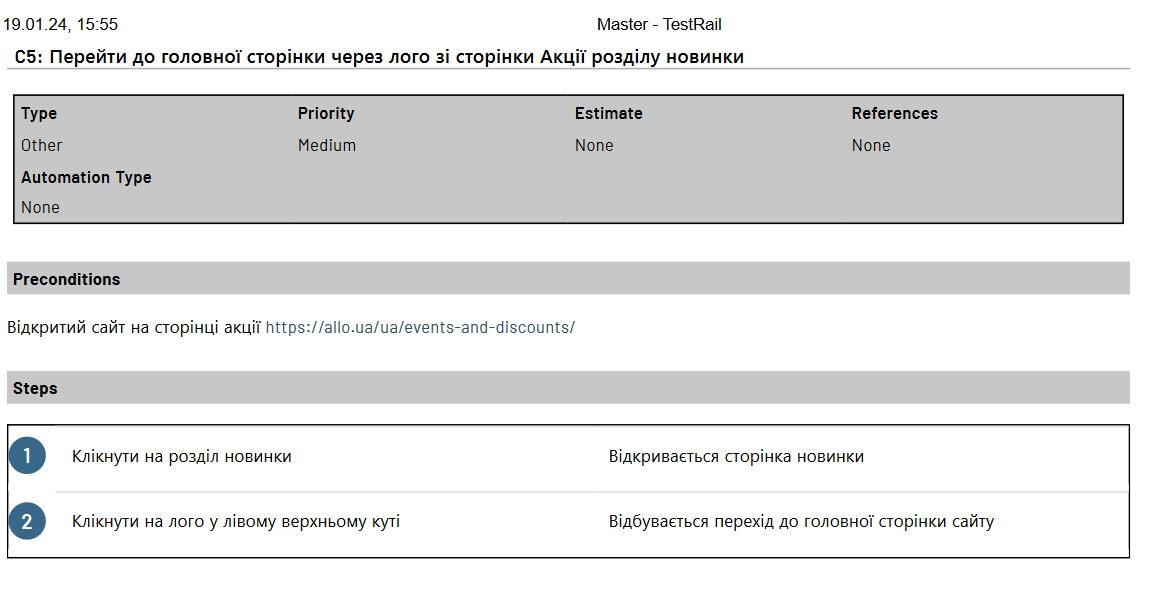 19.01.24, 15:55 Master - TestRail
C5: Перейти до головної сторінки через лого зі сторінки Акції розділу новинки
Type Priority Estimate References
Other Medium None None
Automation Type
None
Preconditions
Відкритий сайт на сторінці акції https://allo.ua/ua/events-and-discounts/
Steps
1 Клікнути на розділ новинки Відкривається сторінка новинки
2 Клікнути на лого у лівому верхньому куті Відбувається перехід до головної сторінки сайту